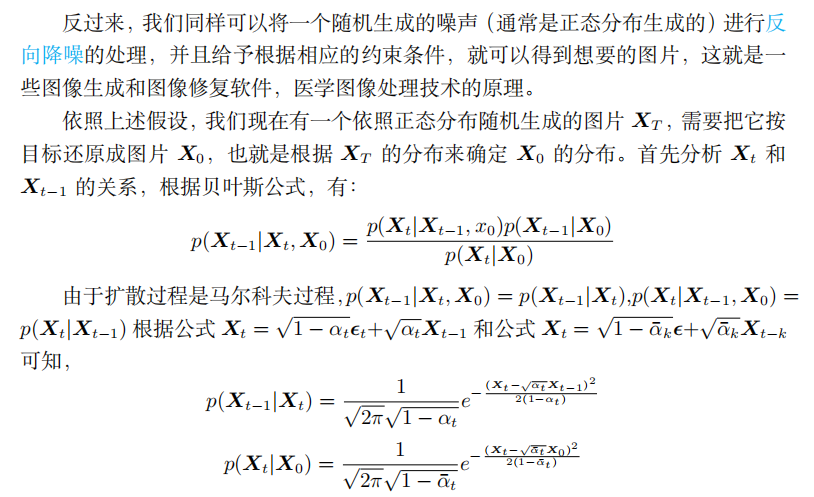 反过来，我们同样可以将一个随机生成的噪声（通常是正态分布生成的）进行反
向降噪的处理，并且给予根据相应的约束条件，就可以得到想要的图片，这就是一
些图像生成和图像修复软件，医学图像处理技术的原理。
依照上述假设，我们现在有一个依照正态分布随机生成的图片 $X_T$，需要把它按
目标还原成图片 $X_0$，也就是根据 $X_T$ 的分布来确定 $X_0$ 的分布。首先分析 $X_t$ 和
$X_{t-1}$ 的关系，根据贝叶斯公式，有：
$p(X_{t-1}|X_t, X_0) = \frac{p(X_t|X_{t-1}, x_0)p(X_{t-1}|X_0)}{p(X_t|X_0)}$
由于扩散过程是马尔科夫过程,$p(X_{t-1}|X_t, X_0) = p(X_{t-1}|X_t)$,$p(X_t|X_{t-1}, X_0) =$
$p(X_t|X_{t-1})$ 根据公式 $X_t = \sqrt{1-\alpha_t}\epsilon_t + \sqrt{\alpha_t}X_{t-1}$ 和公式 $X_t = \sqrt{1-\bar{\alpha}_k}\epsilon + \sqrt{\bar{\alpha}_k}X_{t-k}$
可知，
$p(X_{t-1}|X_t) = \frac{1}{\sqrt{2\pi}\sqrt{1-\alpha_t}} e^{-\frac{(X_t-\sqrt{\alpha_t}X_{t-1})^2}{2(1-\alpha_t)}}$
$p(X_t|X_0) = \frac{1}{\sqrt{2\pi}\sqrt{1-\bar{\alpha}_t}} e^{-\frac{(X_t-\sqrt{\bar{\alpha}_t}X_0)^2}{2(1-\bar{\alpha}_t)}}$